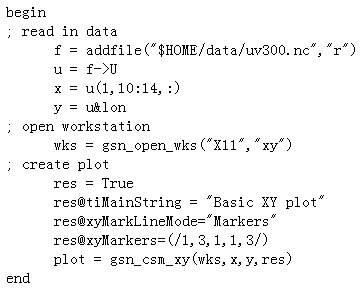 begin
; read in data
f = addfile("$HOME/data/uv300.nc","r")
u = f->U
x = u(1,10:14,:)
y = u&lon
; open workstation
wks = gsn_open_wks("X11","xy")
; create plot
res = True
res@tiMainString = "Basic XY plot"
res@xyMarkLineMode="Markers"
res@xyMarkers=(/1,3,1,1,3/)
plot = gsn_csm_xy(wks,x,y,res)
end